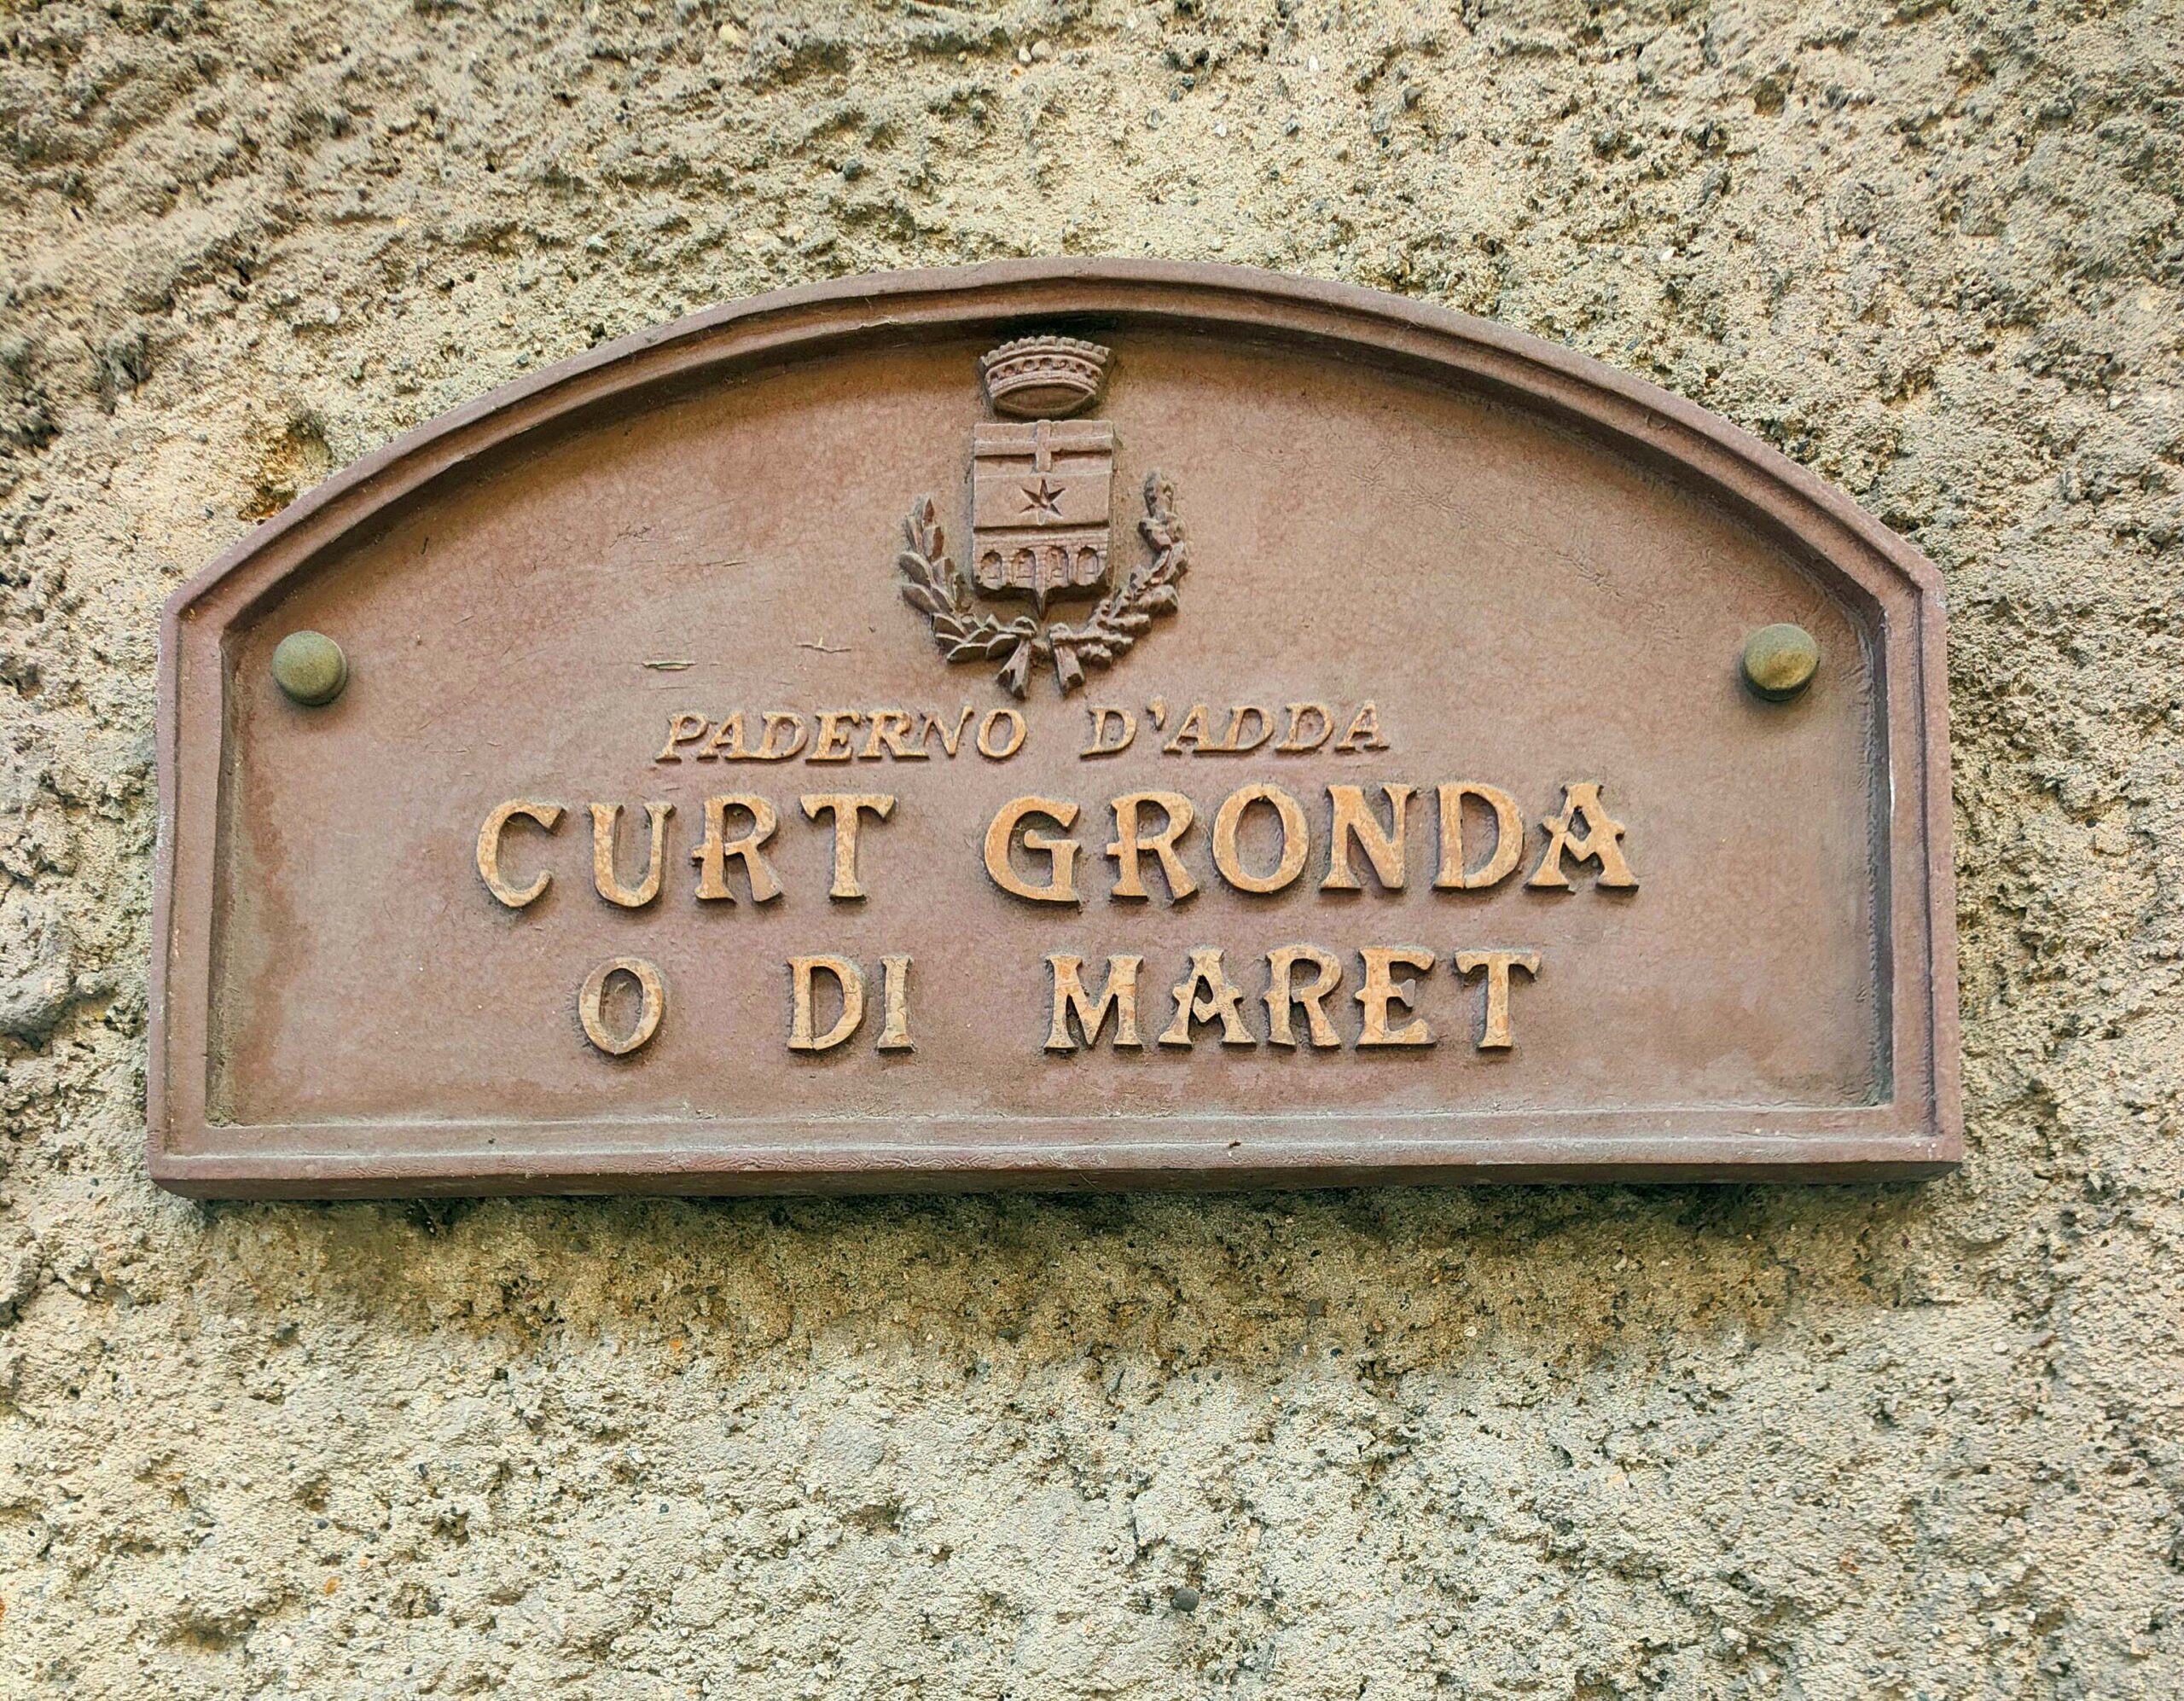 PADERNO D'ADDA
CURT GRONDA
O DI MARET